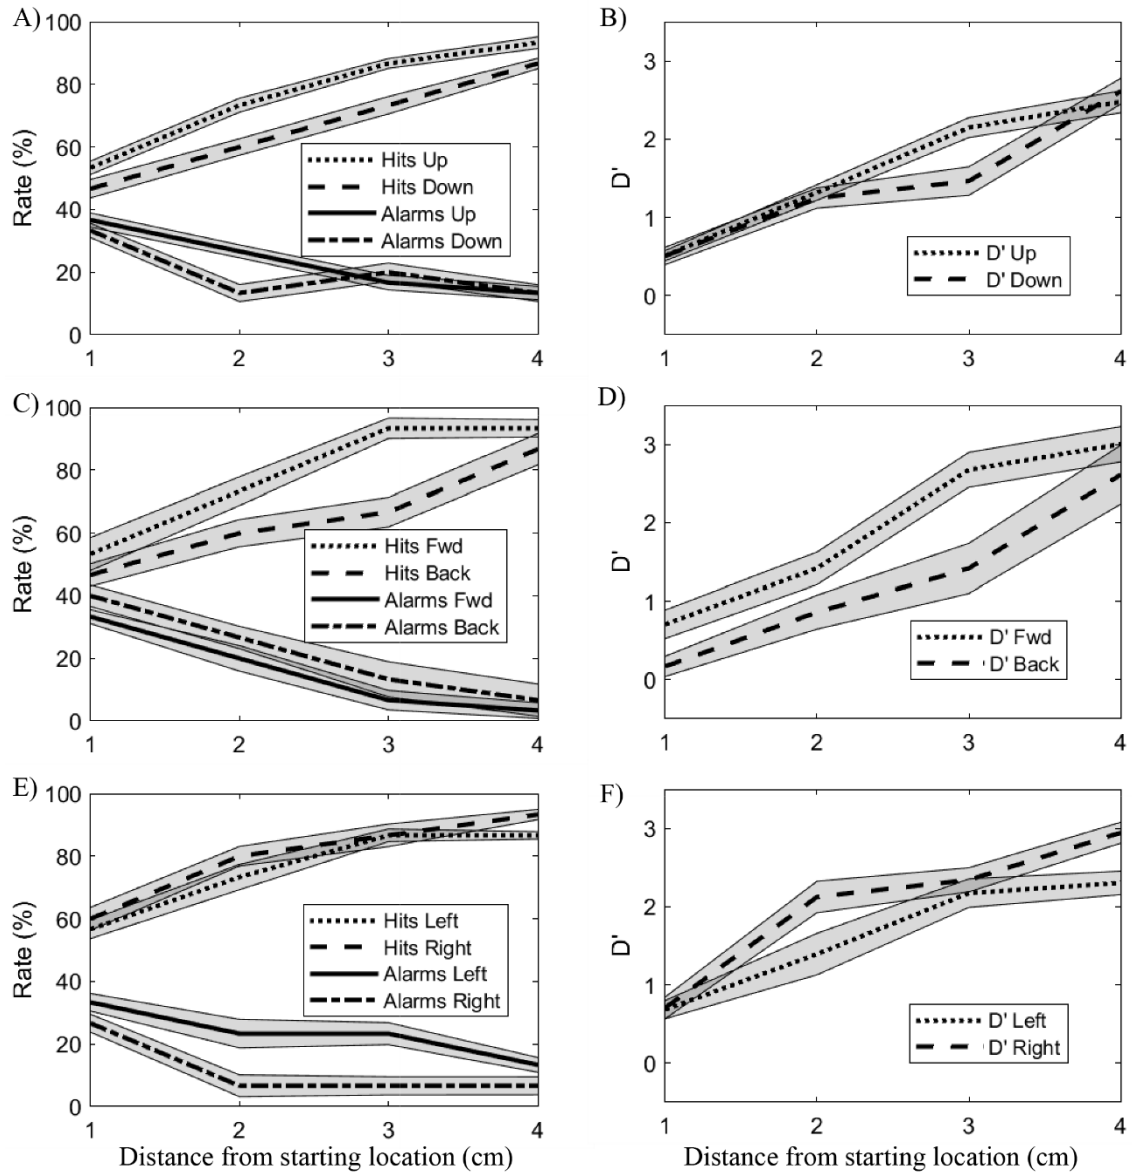 A)
100
80
60
40
20
0
Rate (%)
Hits Up
Hits Down
Alarms Up
Alarms Down
1 2 3 4
B)
3
2
1
0
D'
D' Up
D' Down
1 2 3 4
C)
100
80
60
40
20
0
Rate (%)
Hits Fwd
Hits Back
Alarms Fwd
Alarms Back
1 2 3 4
D)
3
2
1
0
D'
D' Fwd
D' Back
1 2 3 4
E)
100
80
60
40
20
0
Rate (%)
Hits Left
Hits Right
Alarms Left
Alarms Right
1 2 3 4
Distance from starting location (cm)
F)
3
2
1
0
D'
D' Left
D' Right
1 2 3 4
Distance from starting location (cm)